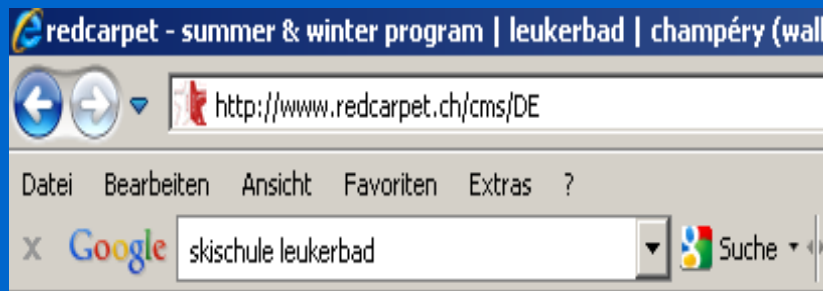 redcarpet - summer & winter program | leukerbad | champéry (wall
http://www.redcarpet.ch/cms/DE
Datei Bearbeiten Ansicht Favoriten Extras ?
x Google skischule leukerbad Suche